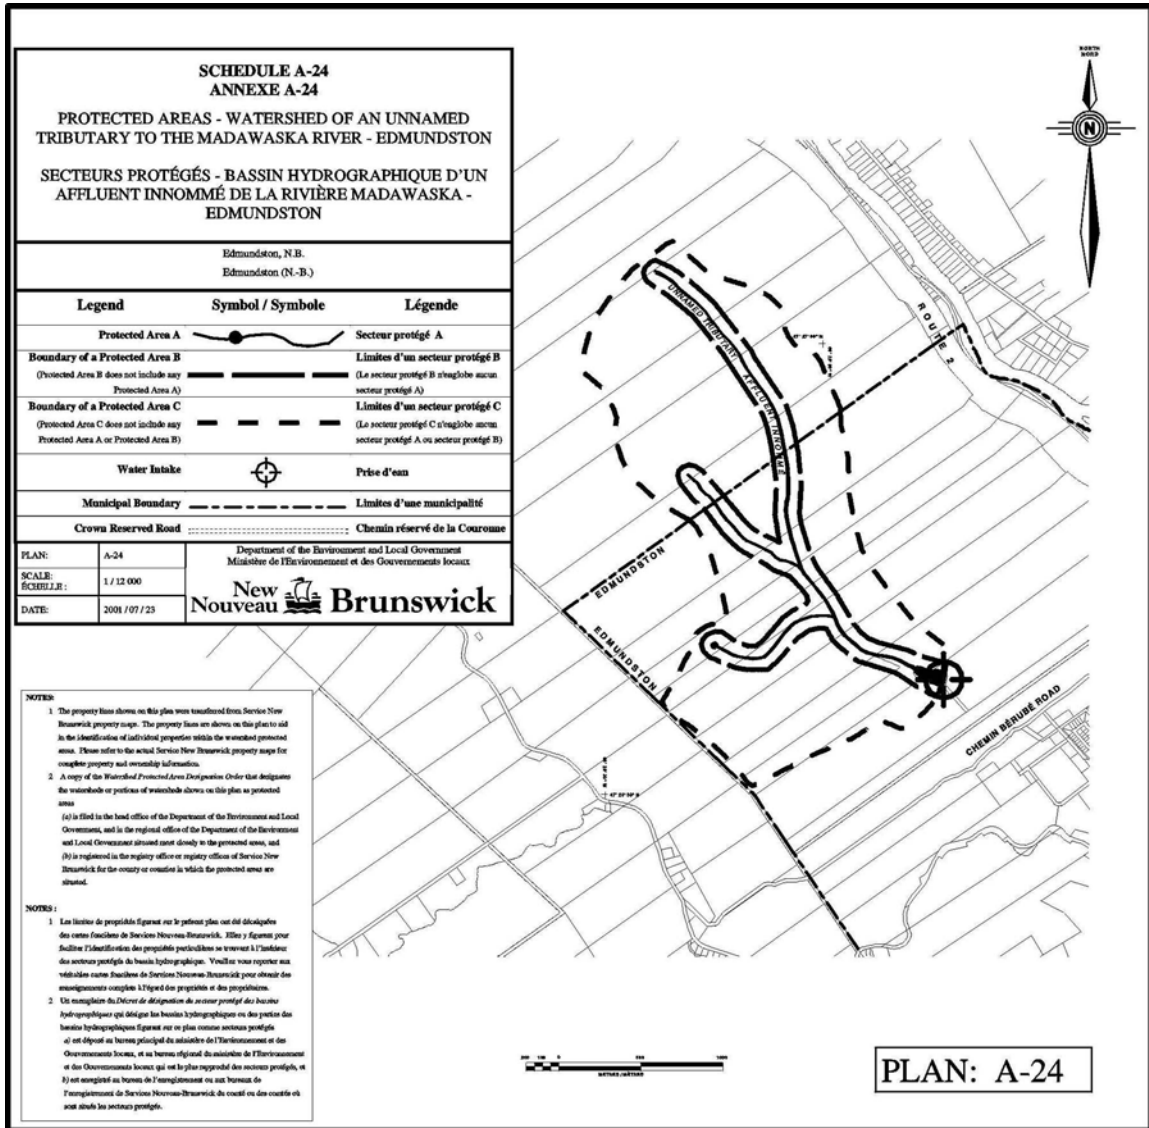 SCHEDULE A-24
ANNEXE A-24
PROTECTED AREAS - WATERSHED OF AN UNNAMED
TRIBUTARY TO THE MADAWASKA RIVER - EDMUNDSTON
SECTEURS PROTÉGÉS - BASSIN HYDROGRAPHIQUE D'UN
AFFLUENT INNOMMÉ DE LA RIVIÈRE MADAWASKA -
EDMUNDSTON
Edmundston, N.B.
Edmundston (N.-B.)
Legend Symbol / Symbole Légende
Protected Area A Secteur protégé A
Boundary of a Protected Area B Limites d'un secteur protégé B
(Protected Area B does not include any (Le secteur protégé B n'englobe aucun
Protected Area A) secteur protégé A)
Boundary of a Protected Area C Limites d'un secteur protégé C
(Protected Area C does not include any (Le secteur protégé C n'englobe aucun
Protected Area A or Protected Area B) secteur protégé A ou secteur protégé B)
Water Intake Prise d'eau
Municipal Boundary Limites d'une municipalité
Crown Reserved Road Chemin réservé de la Couronne
PLAN: A-24
SCALE:
ÉCHELLE : 1 / 12 000
DATE: 2001 / 07 / 23
Department of the Environment and Local Government
Ministère de l'Environnement et des Gouvernements locaux
New
Nouveau Brunswick
NOTES:
1 The property lines shown on this plan were transferred from Service New
Brunswick property maps. The property lines are shown on this plan to aid
in the identification of individual properties within the watershed protected
areas. Please refer to the actual Service New Brunswick property maps for
complete property and ownership information.
2 A copy of the Watershed Protected Area Designation Order that designates
the watersheds or portions of watersheds shown on this plan as protected
areas
(a) is filed in the head office of the Department of the Environment and Local
Government, and in the regional office of the Department of the Environment
and Local Government situated most closely to the protected areas, and
(b) is registered in the registry office or registry offices of Service New
Brunswick for the county or counties in which the protected areas are
situated.
NOTES :
1 Les limites de propriétés figurant sur le présent plan ont été décalquées
des cartes foncières de Services Nouveau-Brunswick. Elles y figurent pour
faciliter l'identification des propriétés particulières se trouvant à l'intérieur
des secteurs protégés du bassin hydrographique. Veuillez vous reporter aux
véritables cartes foncières de Services Nouveau-Brunswick pour obtenir des
renseignements complets à l'égard des propriétés et des propriétaires.
2 Un exemplaire du Décret de désignation du secteur protégé des bassins
hydrographiques qui désigne les bassins hydrographiques ou des parties des
bassins hydrographiques figurant sur ce plan comme secteurs protégés
a) est déposé au bureau principal du ministère de l'Environnement et des
Gouvernements locaux, et au bureau régional du ministère de l'Environnement
et des Gouvernements locaux qui est le plus rapproché des secteurs protégés, et
b) est enregistré au bureau de l'enregistrement ou aux bureaux de
l'enregistrement de Services Nouveau-Brunswick du comté ou des comtés où
sont situés les secteurs protégés.
NORTH
NORD
N
ROUTE 2
UNNAMED TRIBUTARY
AFFLUENT INNOMMÉ
EDMUNDSTON
EDMUNDSTON
CHEMIN BÉRUBÉ ROAD
METERS / MÈTRES
PLAN: A-24